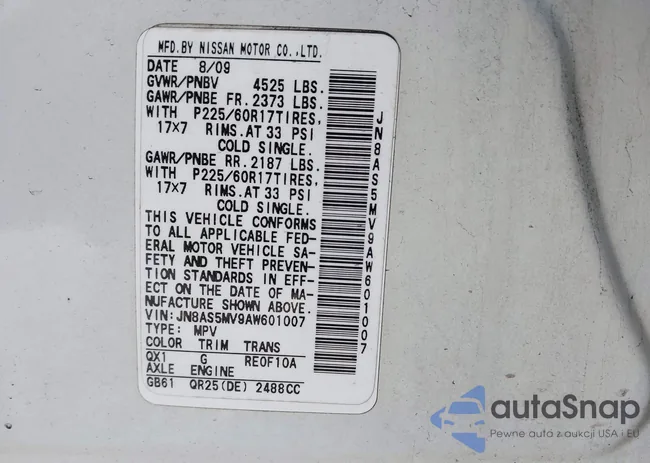 MFD.BY NISSAN MOTOR CO.,LTD.
DATE 8/09
GVWR/PNBV 4525 LBS.
GAWR/PNBE FR. 2373 LBS.
WITH P225/60R17TIRES,
17x7 RIMS.AT 33 PSI
COLD SINGLE.
GAWR/PNBE RR. 2187 LBS.
WITH P225/60R17TIRES,
17x7 RIMS.AT 33 PSI
COLD SINGLE.
THIS VEHICLE CONFORMS
TO ALL APPLICABLE FED-
ERAL MOTOR VEHICLE SA-
FETY AND THEFT PREVEN-
TION STANDARDS IN EFF-
ECT ON THE DATE OF MA-
NUFACTURE SHOWN ABOVE.
VIN:JN8AS5MV9AW601007
TYPE: MPV
COLOR TRIM TRANS
QX1 G RE0F10A
AXLE ENGINE
GB61 QR25(DE) 2488CC
JN8AS5MV9AW601007
autoSnap
Pewne auta z aukcji USA i EU